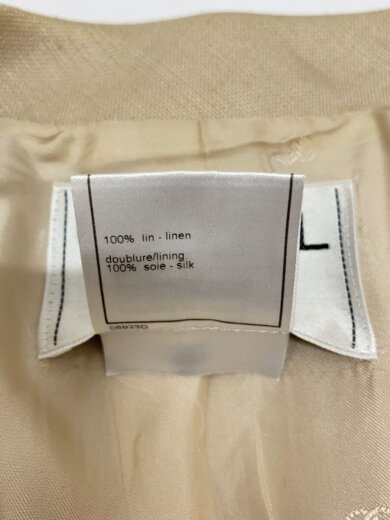 100% lin - linen
doublure/lining:
100% soie - silk
L